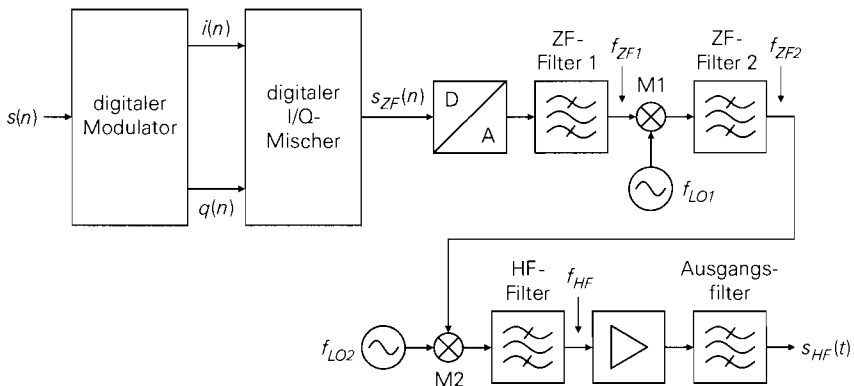 s(n)
digitaler
Modulator
i(n)
q(n)
digitaler
I/Q-
Mischer
s_ZF(n)
D
A
ZF-
Filter 1
f_ZF1
M1
f_LO1
ZF-
Filter 2
f_ZF2
f_LO2
M2
HF-
Filter
f_HF
Ausgangs-
filter
s_HF(t)